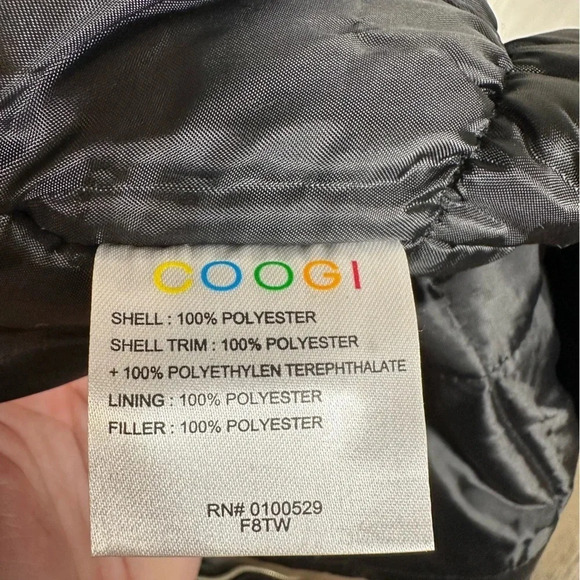 COOGI
SHELL : 100% POLYESTER
SHELL TRIM : 100% POLYESTER
+ 100% POLYETHYLEN TEREPHTHALATE
LINING : 100% POLYESTER
FILLER : 100% POLYESTER
RN# 0100529
F8TW